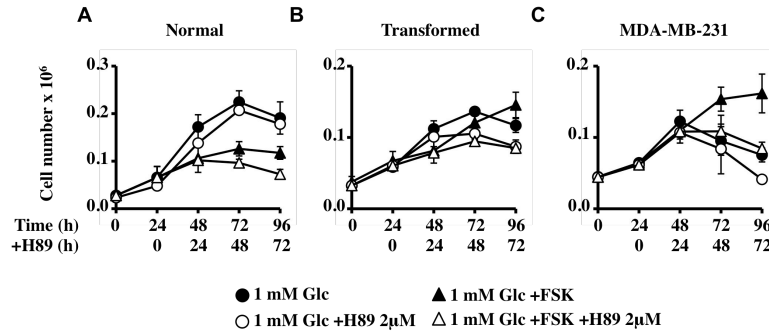 A Normal
B Transformed
C MDA-MB-231
Cell number x 10⁶
0.3
0.2
0.1
0.0
0.2
0.1
0.0
0.2
0.1
0.0
Time (h) 0 24 48 72 96 0 24 48 72 96 0 24 48 72 96
+H89 (h) 0 24 48 72 0 24 48 72 0 24 48 72
1 mM Glc
1 mM Glc +FSK
1 mM Glc +H89 2µM
1 mM Glc +FSK +H89 2µM